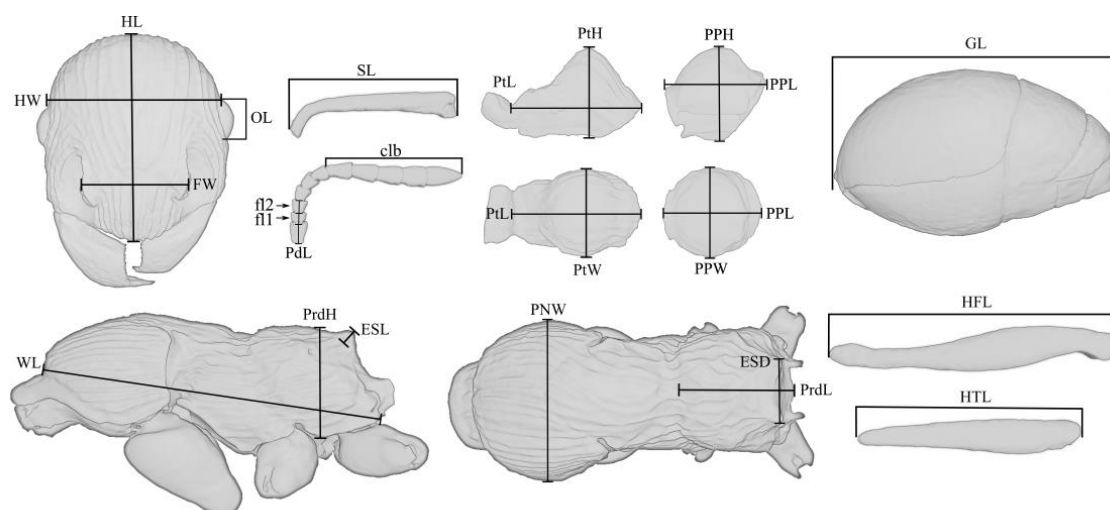 HL
HW
OL
FW
SL
clb
fl2
fl1
PdL
PtH
PtL
PPH
PPL
PtL
PtW
PPL
PPW
GL
WL
PrdH
ESL
PNW
ESD
PrdL
HFL
HTL